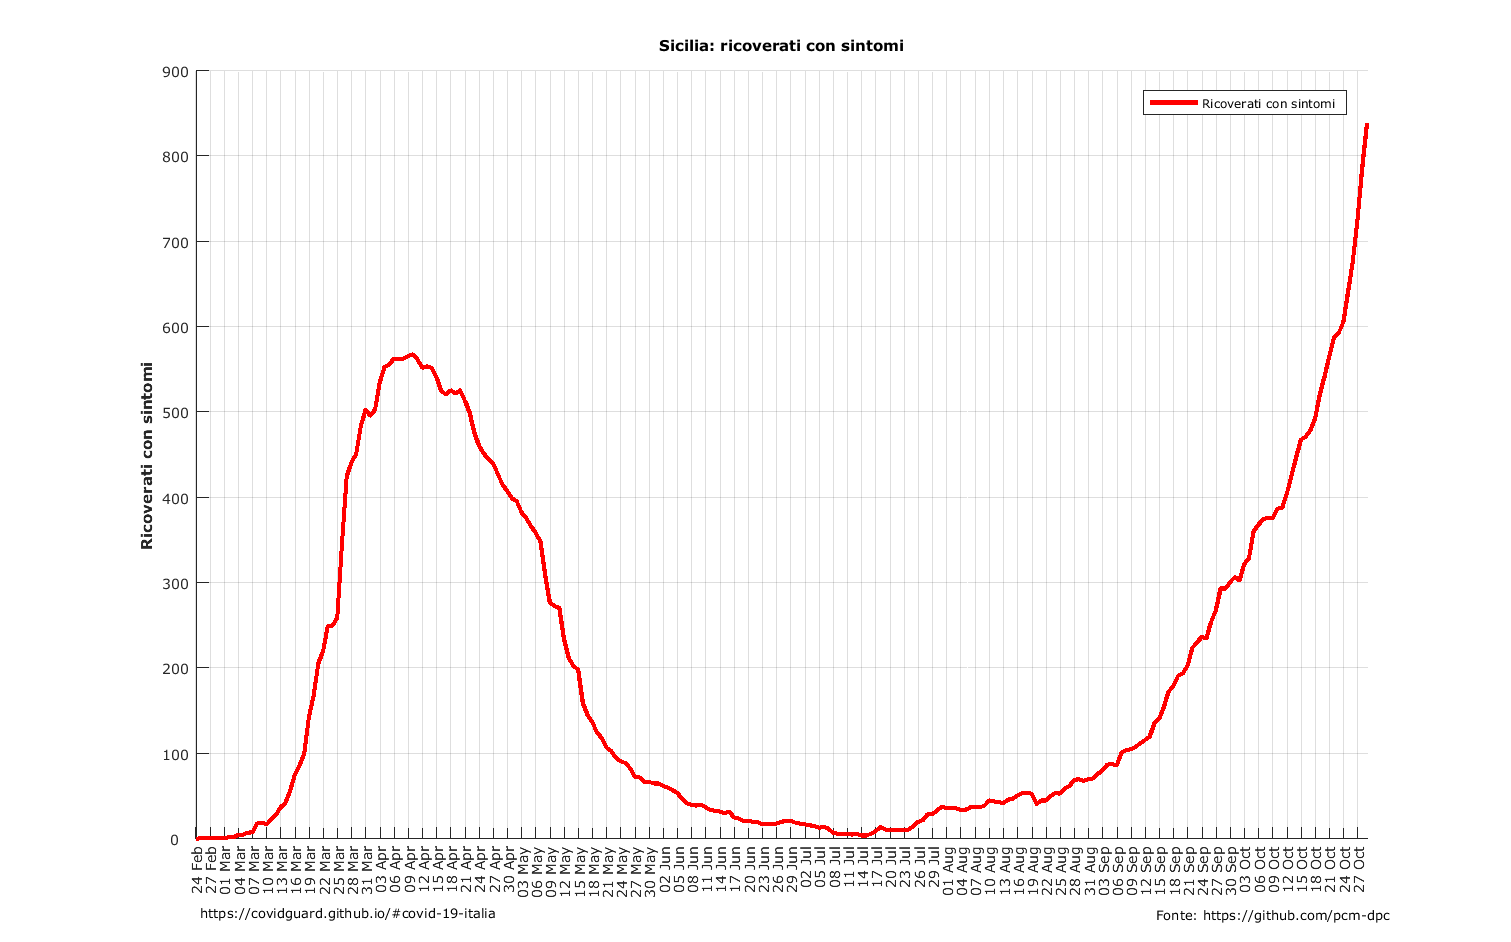 Sicilia: ricoverati con sintomi
Ricoverati con sintomi
Ricoverati con sintomi
900
800
700
600
500
400
300
200
100
0
24 Feb
27 Feb
01 Mar
04 Mar
07 Mar
10 Mar
13 Mar
16 Mar
19 Mar
22 Mar
25 Mar
28 Mar
31 Mar
03 Apr
06 Apr
09 Apr
12 Apr
15 Apr
18 Apr
21 Apr
24 Apr
27 Apr
30 Apr
03 May
06 May
09 May
12 May
15 May
18 May
21 May
24 May
27 May
30 May
02 Jun
05 Jun
08 Jun
11 Jun
14 Jun
17 Jun
20 Jun
23 Jun
26 Jun
29 Jun
02 Jul
05 Jul
08 Jul
11 Jul
14 Jul
17 Jul
20 Jul
23 Jul
26 Jul
29 Jul
01 Aug
04 Aug
07 Aug
10 Aug
13 Aug
16 Aug
19 Aug
22 Aug
25 Aug
28 Aug
31 Aug
03 Sep
06 Sep
09 Sep
12 Sep
15 Sep
18 Sep
21 Sep
24 Sep
27 Sep
30 Sep
03 Oct
06 Oct
09 Oct
12 Oct
15 Oct
18 Oct
21 Oct
24 Oct
27 Oct
https://covidguard.github.io/#covid-19-italia
Fonte: https://github.com/pcm-dpc